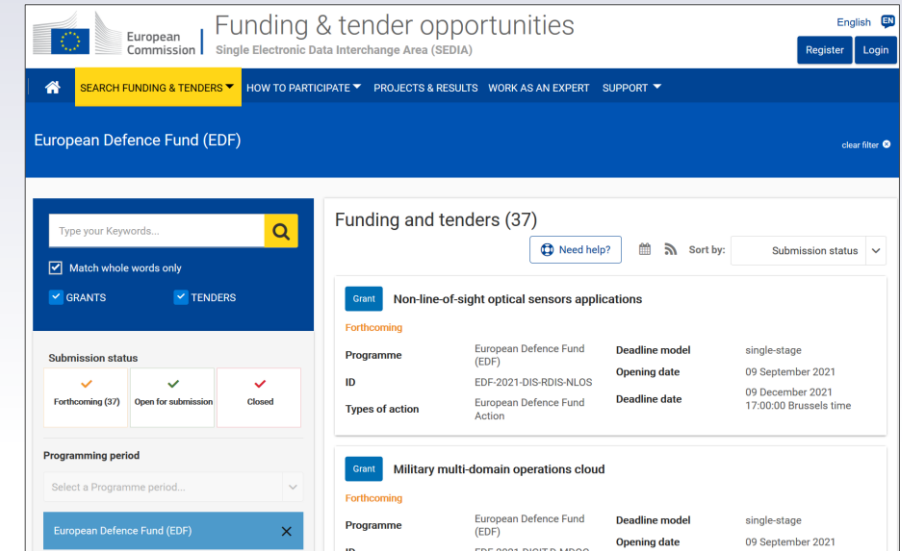 European
Commission
Funding & tender opportunities
Single Electronic Data Interchange Area (SEDIA)
English EN
Register Login
SEARCH FUNDING & TENDERS HOW TO PARTICIPATE PROJECTS & RESULTS WORK AS AN EXPERT SUPPORT
European Defence Fund (EDF)
clear filter
Type your Keywords...
Match whole words only
GRANTS TENDERS
Submission status
Forthcoming (37) Open for submission Closed
Programming period
Select a Programme period...
European Defence Fund (EDF)
Funding and tenders (37)
Need help? Sort by: Submission status
Grant Non-line-of-sight optical sensors applications
Forthcoming
Programme European Defence Fund (EDF) Deadline model single-stage
ID EDF-2021-DIS-RDIS-NLOS Opening date 09 September 2021
Types of action European Defence Fund Action Deadline date 09 December 2021 17:00:00 Brussels time
Grant Military multi-domain operations cloud
Forthcoming
Programme European Defence Fund (EDF) Deadline model single-stage
Opening date 09 September 2021